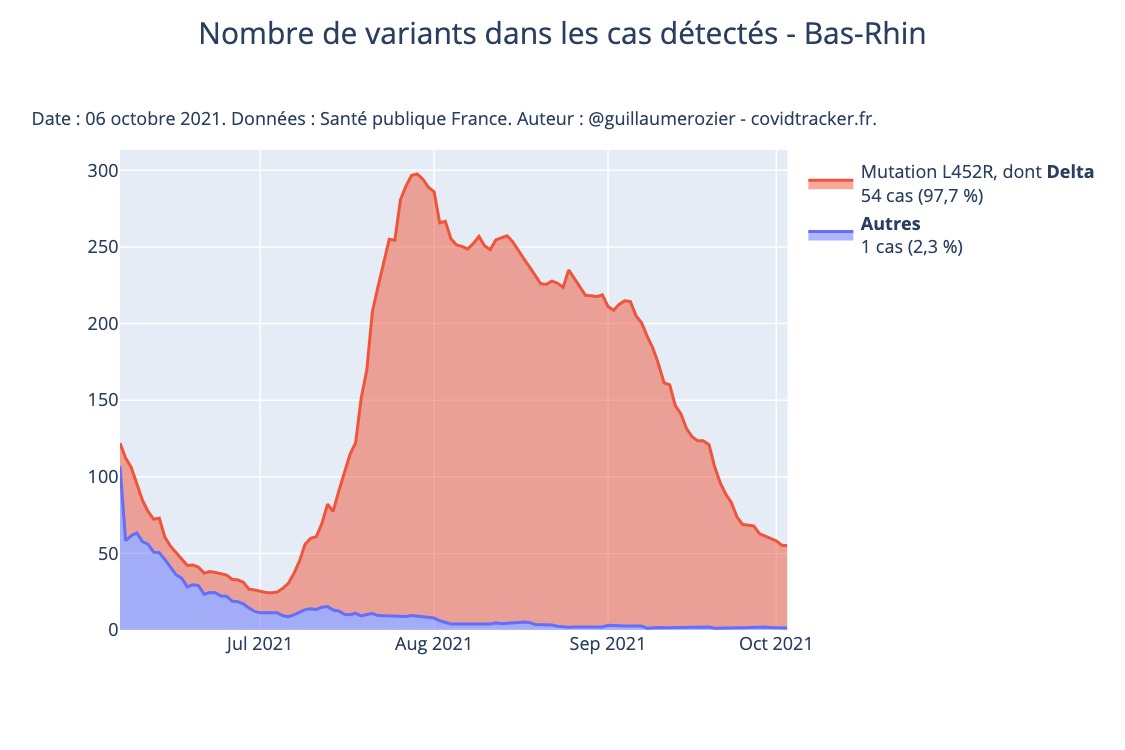 Nombre de variants dans les cas détectés - Bas-Rhin
Date : 06 octobre 2021. Données : Santé publique France. Auteur : @guillaumerozier - covidtracker.fr.
300
250
200
150
100
50
0
Jul 2021
Aug 2021
Sep 2021
Oct 2021
Mutation L452R, dont Delta
54 cas (97,7 %)
Autres
1 cas (2,3 %)